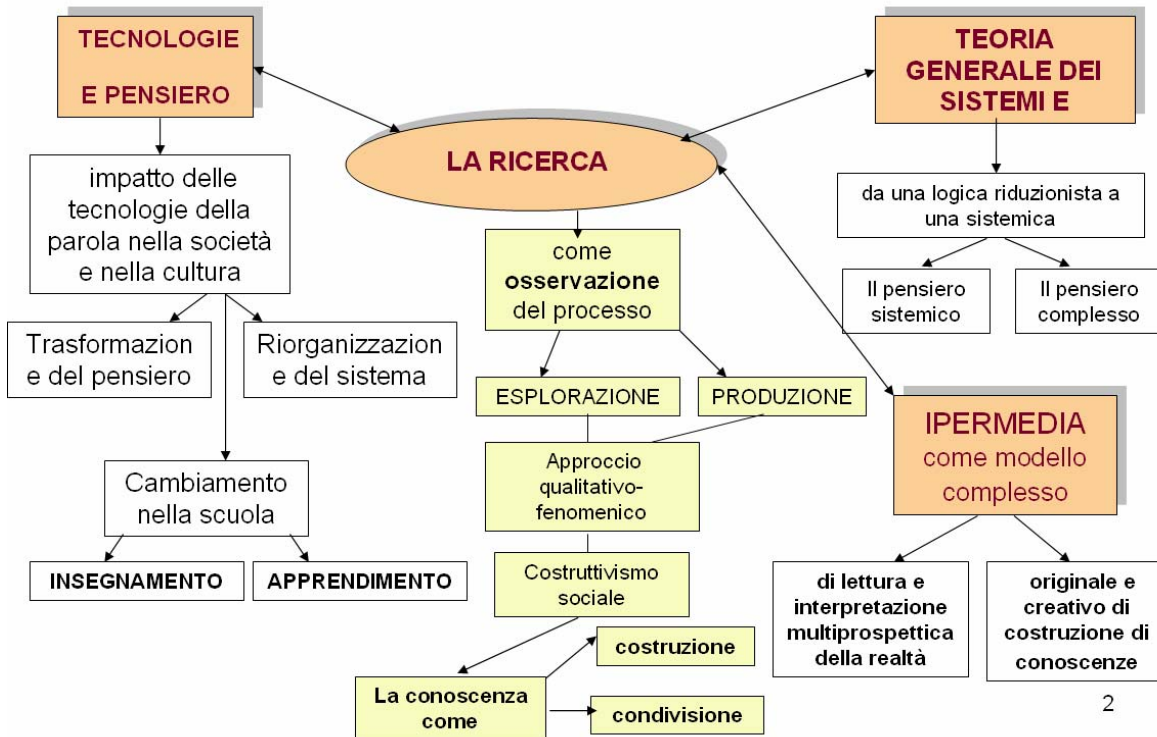 TECNOLOGIE
E PENSIERO
TEORIA
GENERALE DEI
SISTEMI E
LA RICERCA
impatto delle
tecnologie della
parola nella società
e nella cultura
da una logica riduzionista a
una sistemica
come
osservazione
del processo
Il pensiero
sistemico
Il pensiero
complesso
Trasformazion
e del pensiero
Riorganizzazion
e del sistema
ESPLORAZIONE
PRODUZIONE
IPERMEDIA
come modello
complesso
Approccio
qualitativo-
fenomenico
Cambiamento
nella scuola
INSEGNAMENTO
APPRENDIMENTO
Costruttivismo
sociale
di lettura e
interpretazione
multiprospettica
della realtà
originale e
creativo di
costruzione di
conoscenze
costruzione
La conoscenza
come
condivisione
2